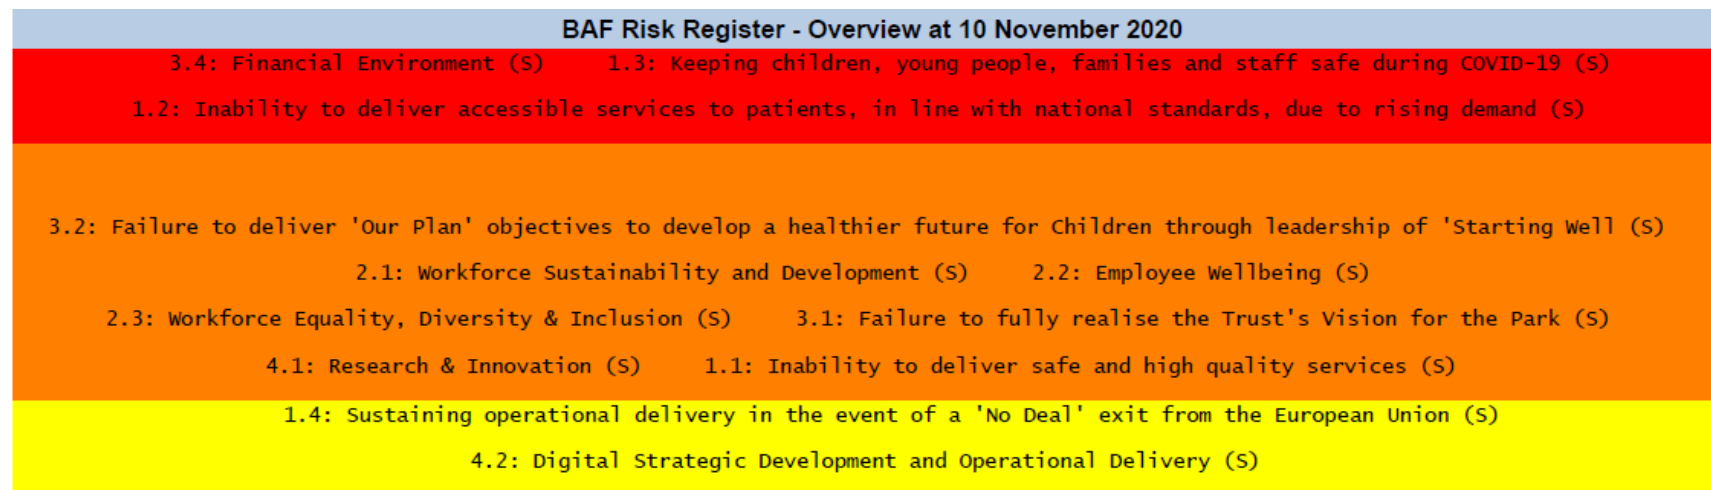 BAF Risk Register - Overview at 10 November 2020
3.4: Financial Environment (S) 1.3: Keeping children, young people, families and staff safe during COVID-19 (S)
1.2: Inability to deliver accessible services to patients, in line with national standards, due to rising demand (S)
3.2: Failure to deliver 'Our Plan' objectives to develop a healthier future for Children through leadership of 'Starting Well (S)
2.1: Workforce Sustainability and Development (S) 2.2: Employee Wellbeing (S)
2.3: Workforce Equality, Diversity & Inclusion (S) 3.1: Failure to fully realise the Trust's Vision for the Park (S)
4.1: Research & Innovation (S) 1.1: Inability to deliver safe and high quality services (S)
1.4: Sustaining operational delivery in the event of a 'No Deal' exit from the European Union (S)
4.2: Digital Strategic Development and Operational Delivery (S)